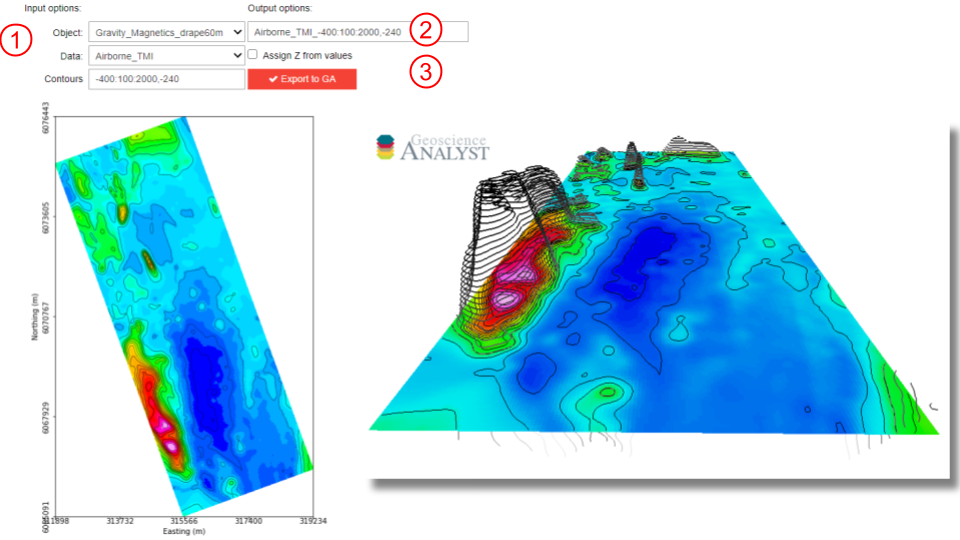 Input options: Output options:
1 Object: Gravity_Magnetics_drape60m Airborne_TMI_-400:100:2000,-240 2
Data: Airborne_TMI Assign Z from values
Contours -400:100:2000,-240 ✔ Export to GA 3
6076443
6073605
6070767
6067929
Northing (m)
313732 315566 317400 319234
Easting (m)
Geoscience
ANALYST